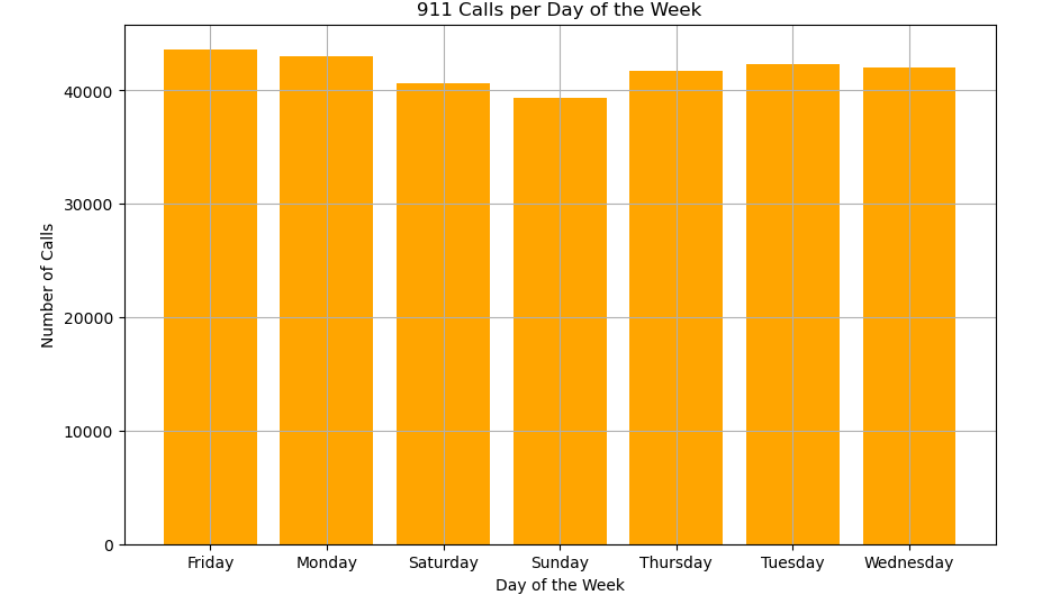 911 Calls per Day of the Week
40000
30000
20000
10000
0
Number of Calls
Friday Monday Saturday Sunday Thursday Tuesday Wednesday
Day of the Week